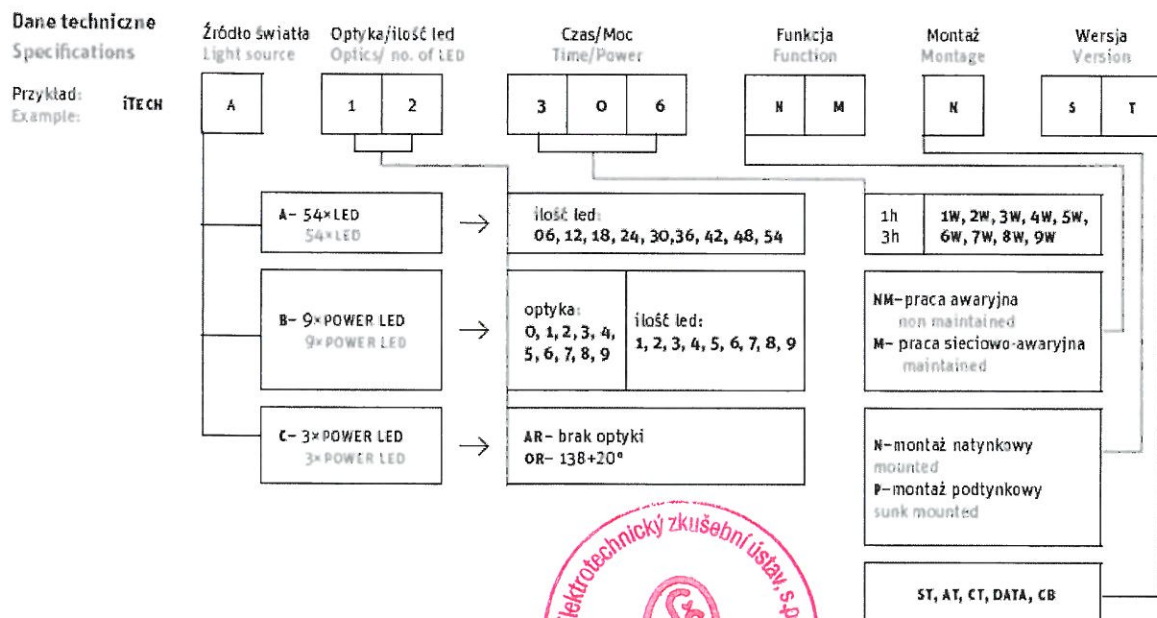 Dane techniczne
Specifications
Źródło światła
Light source
Optyka/ilość led
Optics/ no. of LED
Czas/Moc
Time/Power
Funkcja
Function
Montaż
Montage
Wersja
Version
Przykład:
Example:
iTECH
A
1 2
3 0 6
N M
N
S T
A– 54×LED
54×LED
ilość led:
06, 12, 18, 24, 30,36, 42, 48, 54
1h 1W, 2W, 3W, 4W, 5W,
3h 6W, 7W, 8W, 9W
B– 9×POWER LED
9×POWER LED
optyka:
0, 1, 2, 3, 4,
5, 6, 7, 8, 9
ilość led:
1, 2, 3, 4, 5, 6, 7, 8, 9
NM–praca awaryjna
non maintained
M– praca sieciowo-awaryjna
maintained
C– 3×POWER LED
3×POWER LED
AR– brak optyki
OR– 138+20°
N–montaż natynkowy
mounted
P–montaż podtynkowy
sunk mounted
ST, AT, CT, DATA, CB
Elektrotechnický zkušební ústav, s.p.